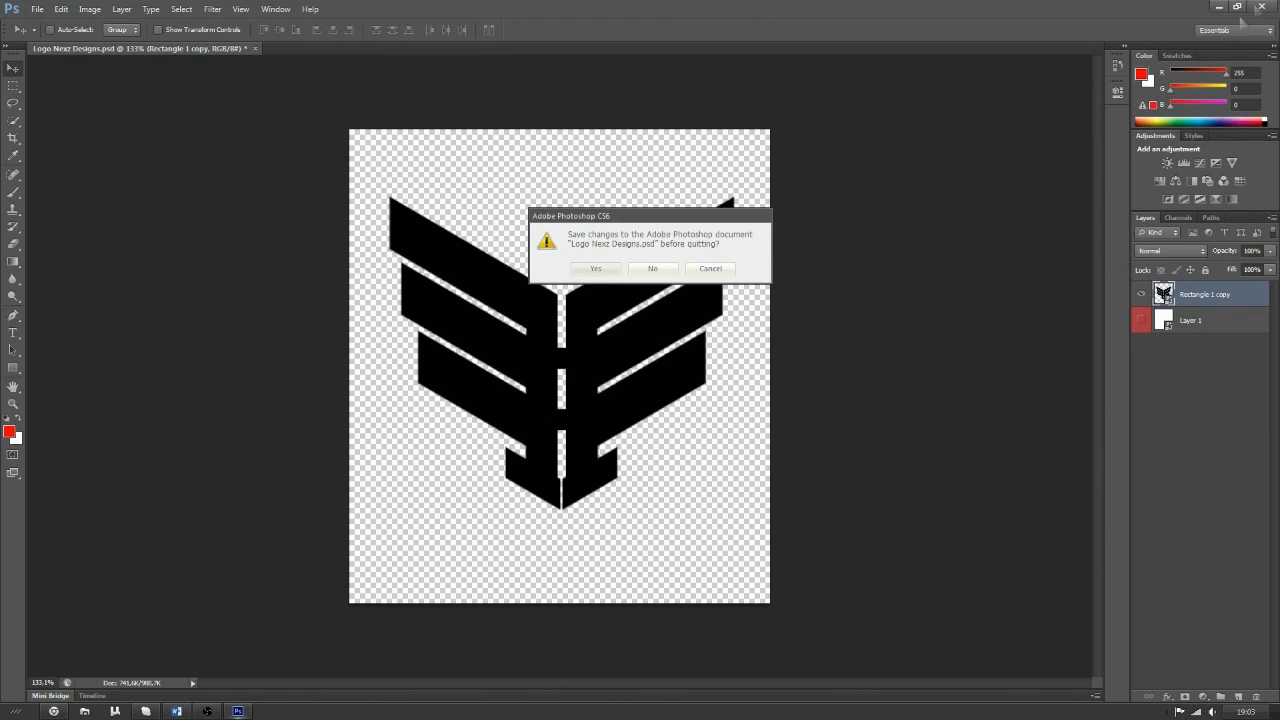 Ps File Edit Image Layer Type Select Filter View Window Help
Auto-Select: Group Show Transform Controls Essentials
Logo Nexz Designs.psd @ 133% (Rectangle 1 copy, RGB/8#) * ×
Color Swatches
R 255
G 0
B 0
Adjustments Styles
Add an adjustment
Adobe Photoshop CS6
Save changes to the Adobe Photoshop document
"Logo Nexz Designs.psd" before quitting?
Yes No Cancel
Layers Channels Paths
Kind
Normal Opacity: 100%
Lock: Fill: 100%
Rectangle 1 copy
Layer 1
133.1% Doc: 741,6K/988,7K
Mini Bridge Timeline
Ps 19:03